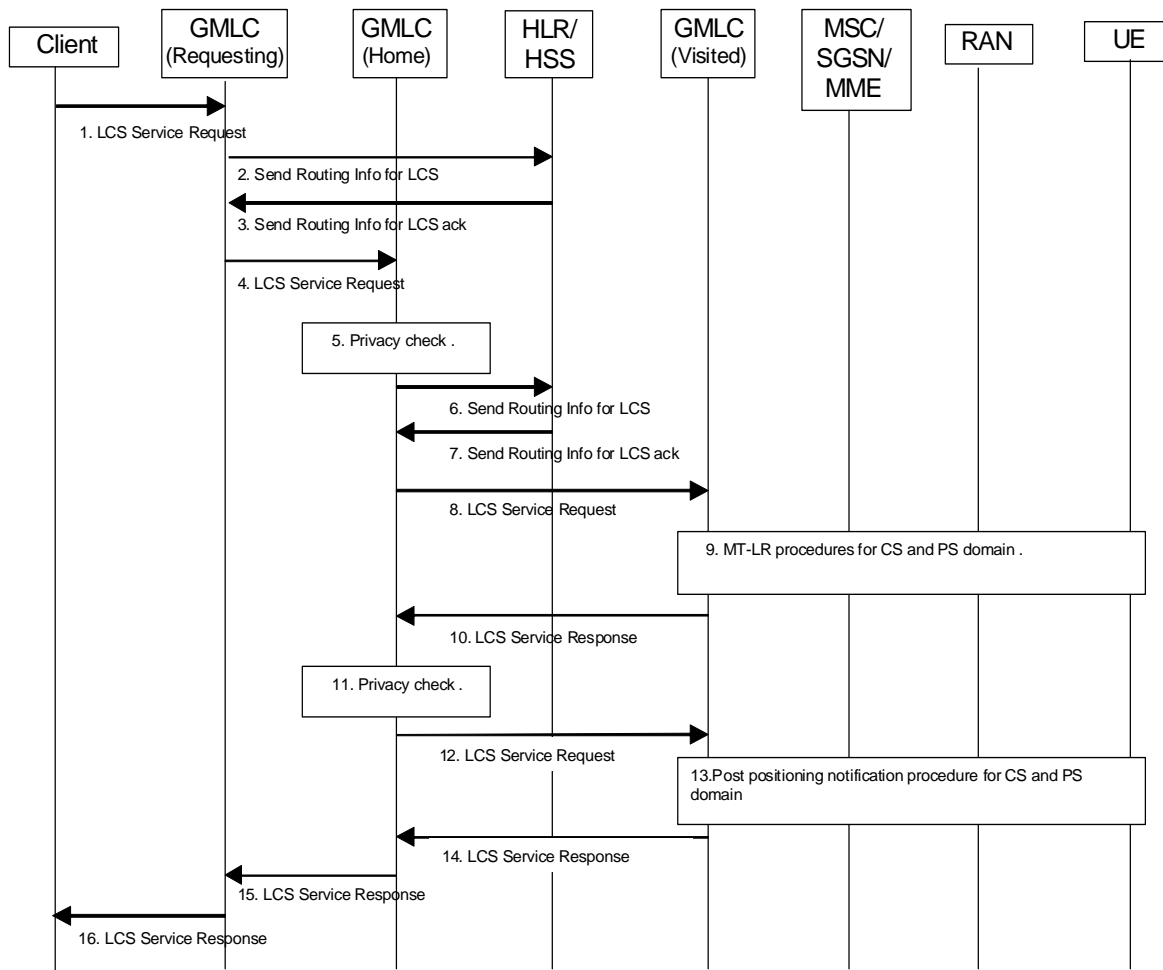 Client
GMLC
(Requesting)
GMLC
(Home)
HLR/
HSS
GMLC
(Visited)
MSC/
SGSN/
MME
RAN
UE
1. LCS Service Request
2. Send Routing Info for LCS
3. Send Routing Info for LCS ack
4. LCS Service Request
5. Privacy check .
6. Send Routing Info for LCS
7. Send Routing Info for LCS ack
8. LCS Service Request
9. MT-LR procedures for CS and PS domain .
10. LCS Service Response
11. Privacy check .
12. LCS Service Request
13.Post positioning notification procedure for CS and PS
domain
14. LCS Service Response
15. LCS Service Response
16. LCS Service Response